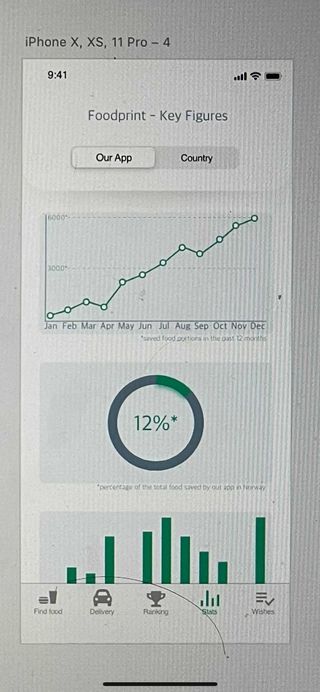 iPhone X, XS, 11 Pro – 4
9:41
Foodprint - Key Figures
Our App
Country
6000*
3000*
Jan Feb Mar Apr May Jun Jul Aug Sep Oct Nov Dec
*saved food portions in the past 12 months
12%*
*percentage of the total food saved by our app in Norway
Find food
Delivery
Ranking
Stats
Wishes